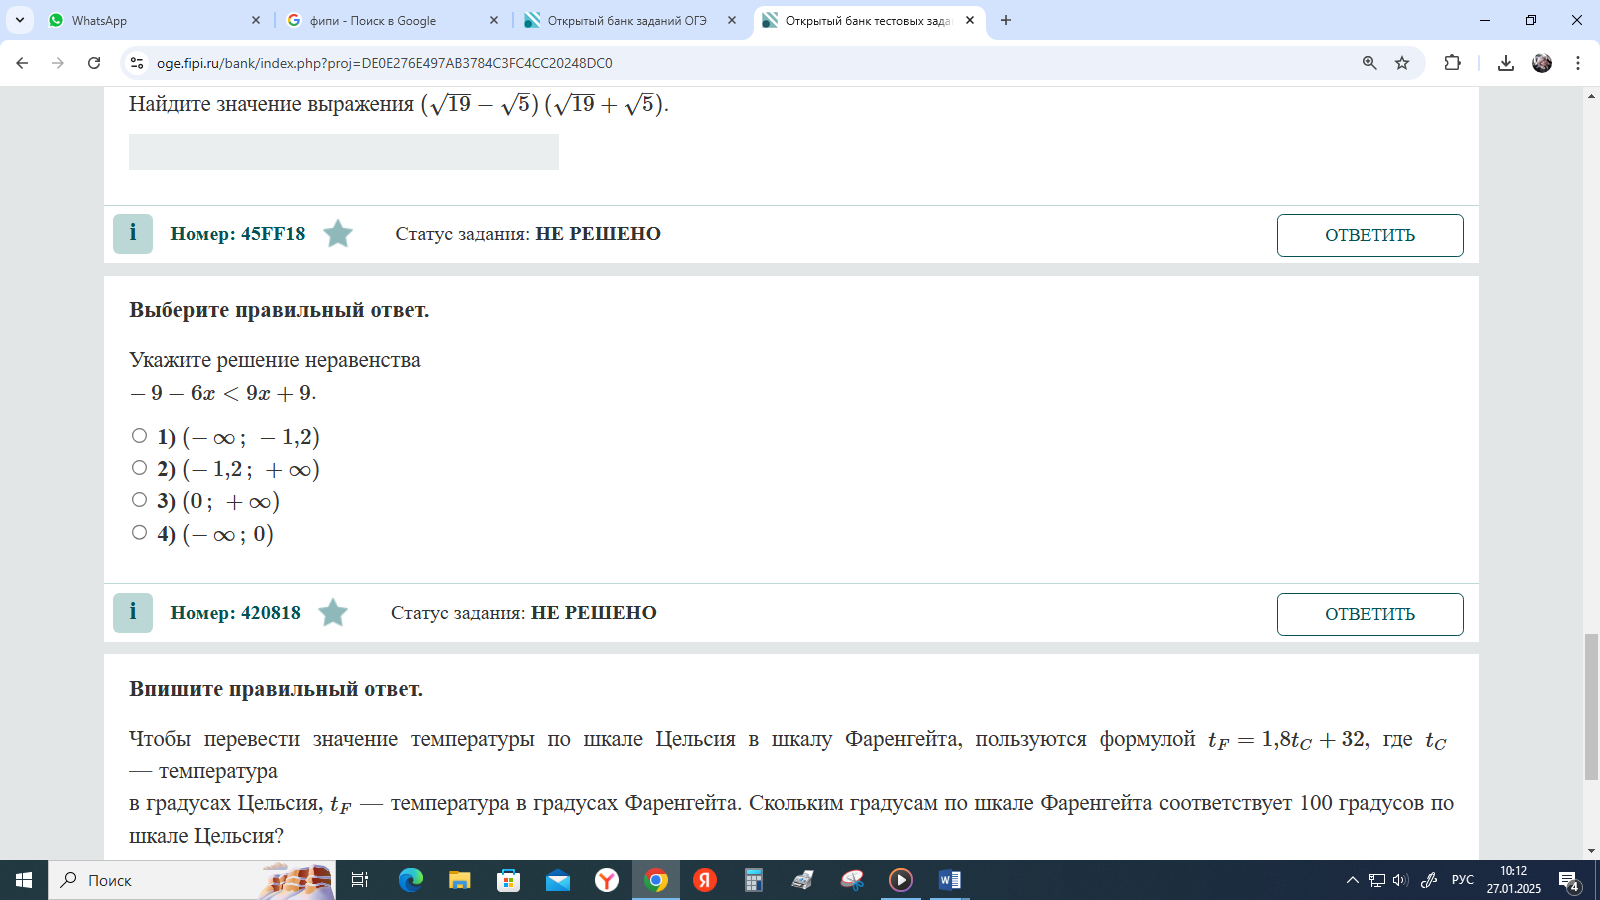 WhatsApp
фипи - Поиск в Google
Открытый банк заданий ОГЭ
Открытый банк тестовых зада
oge.fipi.ru/bank/index.php?proj=DE0E276E497AB3784C3FC4CC20248DC0
Найдите значение выражения (√19 − √5) (√19 + √5).
i Номер: 45FF18 Статус задания: НЕ РЕШЕНО ОТВЕТИТЬ
Выберите правильный ответ.
Укажите решение неравенства
− 9 − 6x < 9x + 9.
1) (− ∞ ; − 1,2)
2) (− 1,2 ; + ∞)
3) (0 ; + ∞)
4) (− ∞ ; 0)
i Номер: 420818 Статус задания: НЕ РЕШЕНО ОТВЕТИТЬ
Впишите правильный ответ.
Чтобы перевести значение температуры по шкале Цельсия в шкалу Фаренгейта, пользуются формулой t_F = 1,8t_C + 32, где t_C
— температура
в градусах Цельсия, t_F — температура в градусах Фаренгейта. Скольким градусам по шкале Фаренгейта соответствует 100 градусов по
шкале Цельсия?
Поиск
РУС
10:12
27.01.2025
4